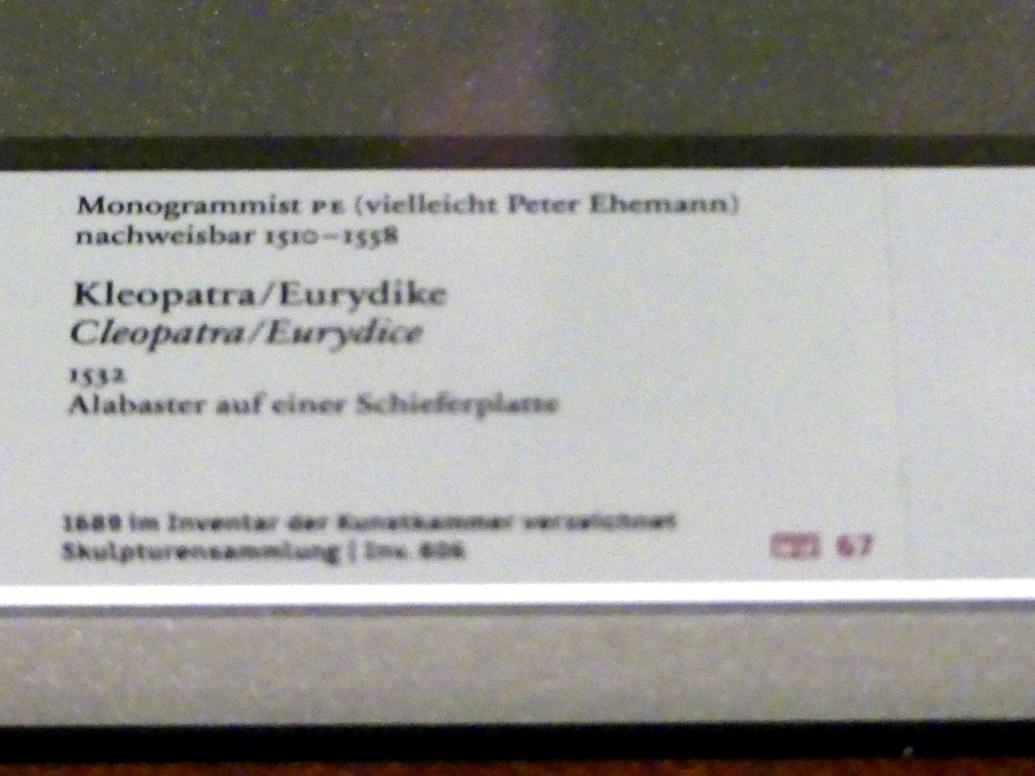 Monogrammist PE (vielleicht Peter Ehemann)
nachweisbar 1510–1558
Kleopatra/Eurydike
Cleopatra/Eurydice
1532
Alabaster auf einer Schieferplatte
1689 im Inventar der Kunstkammer verzeichnet
Skulpturensammlung | Inv.
67